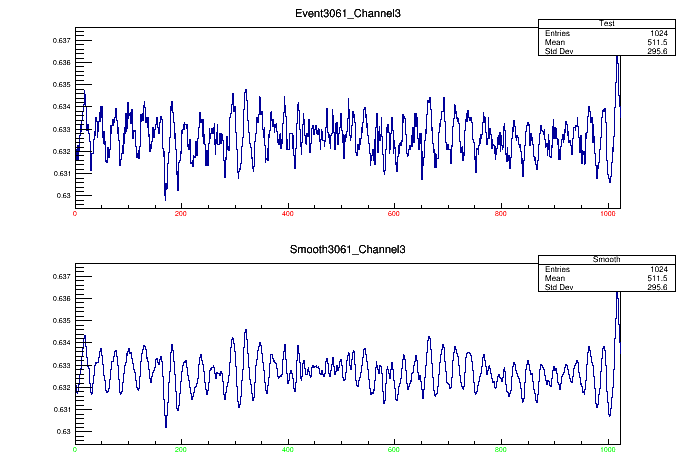 Event3061_Channel3
Test
Entries 1024
Mean 511.5
Std Dev 295.6
0.637
0.636
0.635
0.634
0.633
0.632
0.631
0.63
0 200 400 600 800 1000
Smooth3061_Channel3
Smooth
Entries 1024
Mean 511.5
Std Dev 295.6
0.637
0.636
0.635
0.634
0.633
0.632
0.631
0.63
0 200 400 600 800 1000